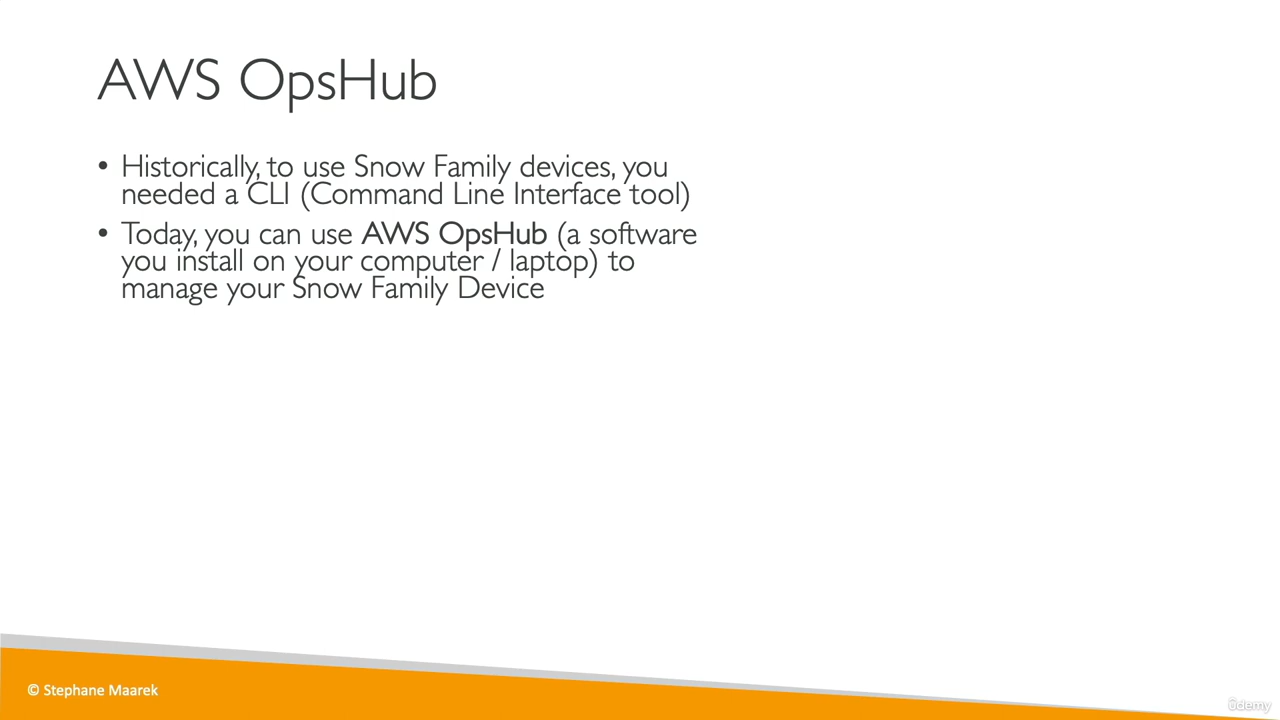 AWS OpsHub
• Historically, to use Snow Family devices, you
needed a CLI (Command Line Interface tool)
• Today, you can use AWS OpsHub (a software
you install on your computer / laptop) to
manage your Snow Family Device
© Stephane Maarek
ûdemy